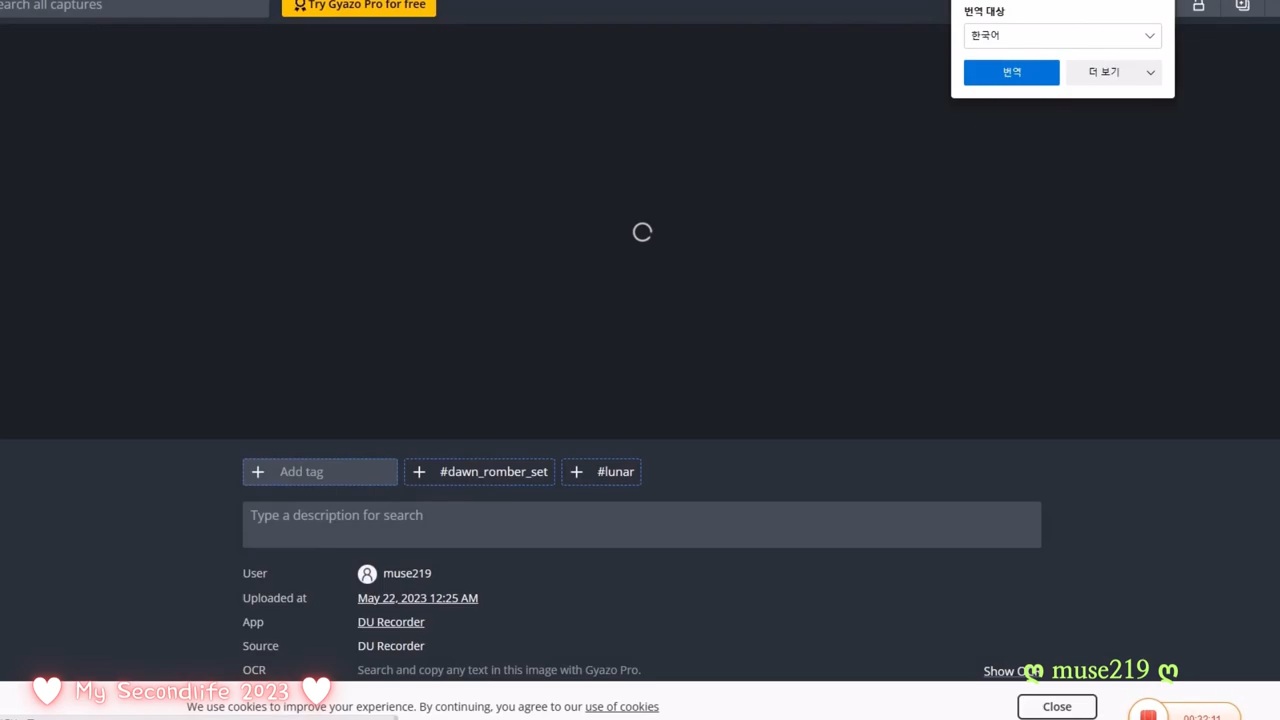 earch all captures
Try Gyazo Pro for free
번역 대상
한국어
번역
더 보기
Add tag
#dawn_romber_set
#lunar
Type a description for search
User
muse219
Uploaded at
May 22, 2023 12:25 AM
App
DU Recorder
Source
DU Recorder
OCR
Search and copy any text in this image with Gyazo Pro.
Show
ღ muse219 ღ
My Secondlife 2023
We use cookies to improve your experience. By continuing, you agree to our use of cookies
Close
00:22:11